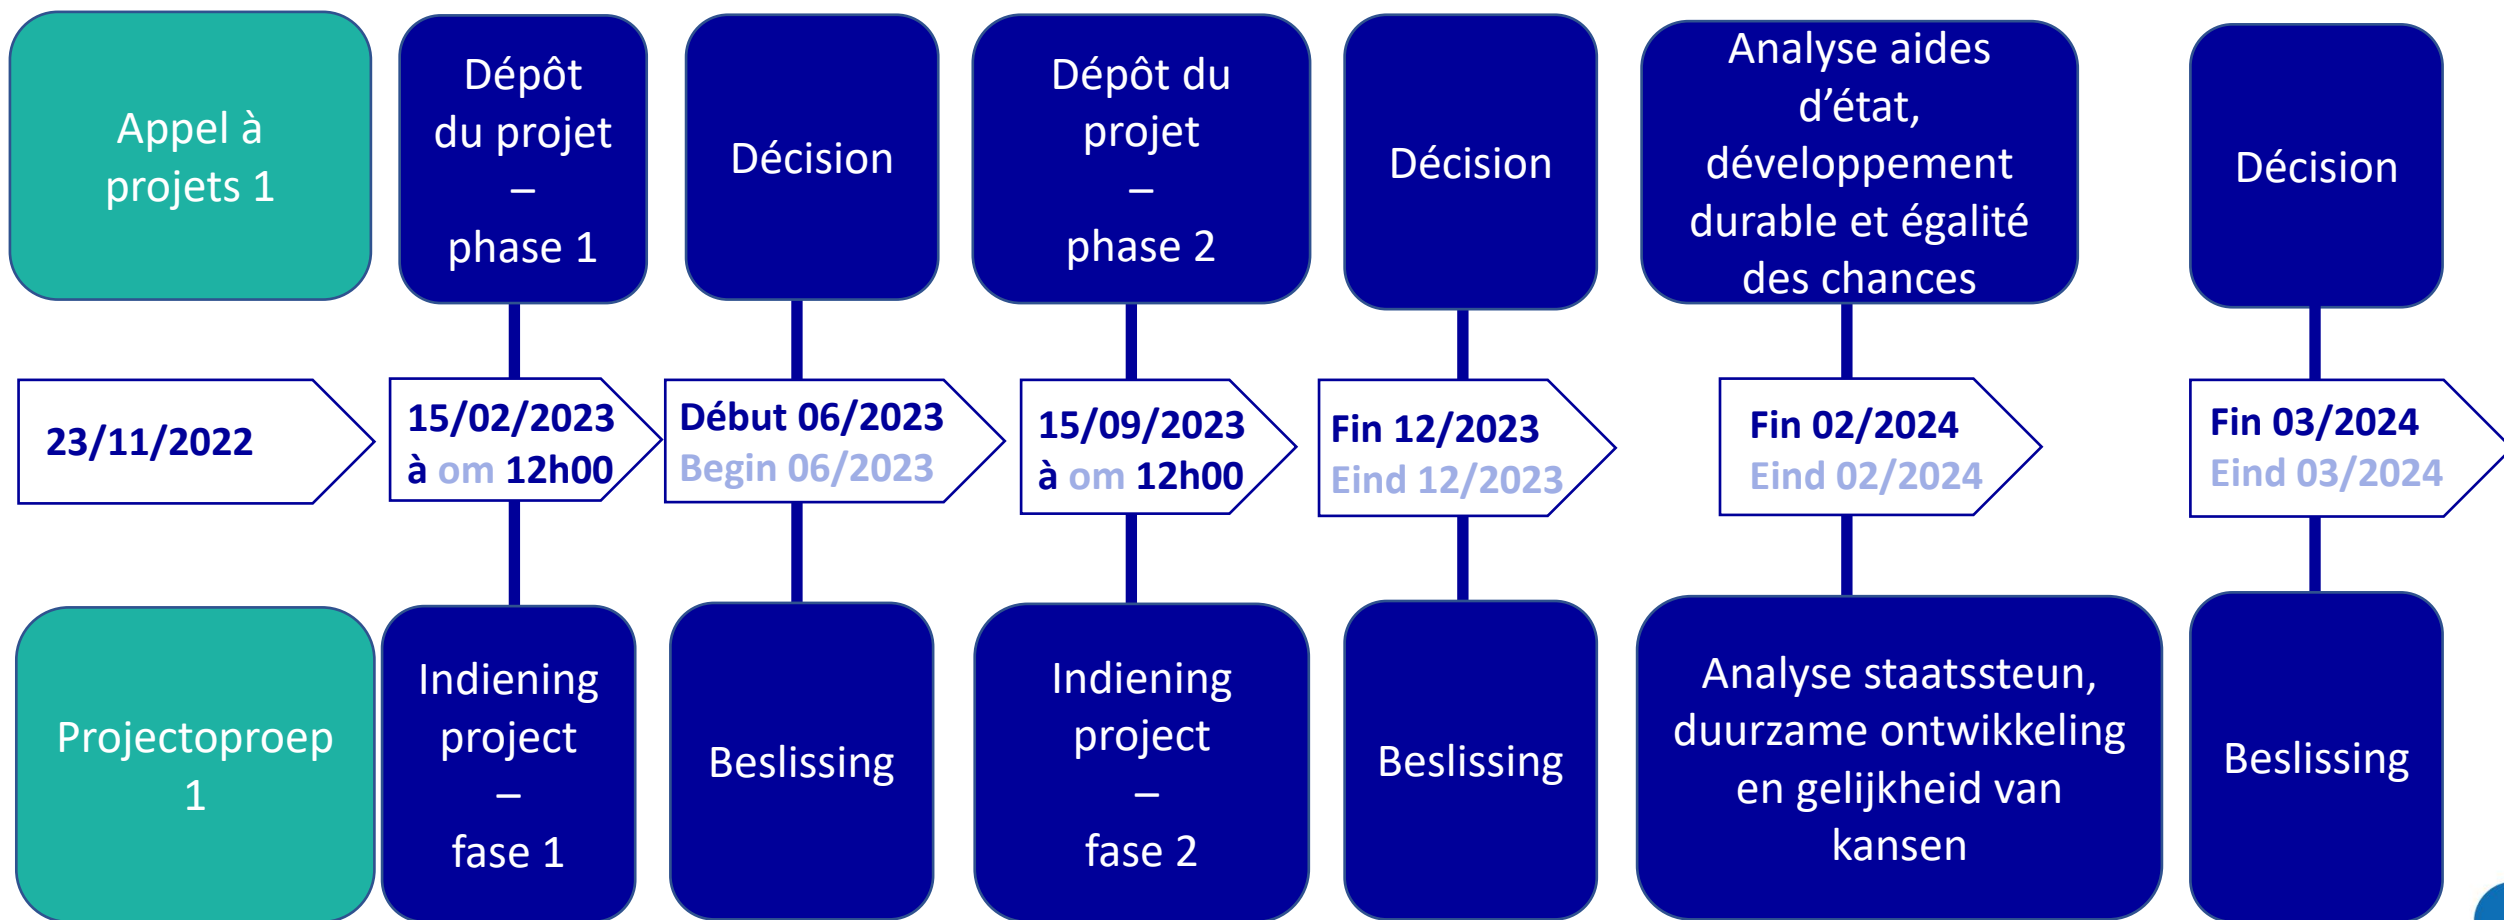 Appel à
projets 1
Dépôt
du projet
–
phase 1
Décision
Dépôt du
projet
–
phase 2
Décision
Analyse aides
d’état,
développement
durable et égalité
des chances
Décision
23/11/2022
15/02/2023
à om 12h00
Début 06/2023
Begin 06/2023
15/09/2023
à om 12h00
Fin 12/2023
Eind 12/2023
Fin 02/2024
Eind 02/2024
Fin 03/2024
Eind 03/2024
Projectoproep
1
Indiening
project
–
fase 1
Beslissing
Indiening
project
–
fase 2
Beslissing
Analyse staatssteun,
duurzame ontwikkeling
en gelijkheid van
kansen
Beslissing